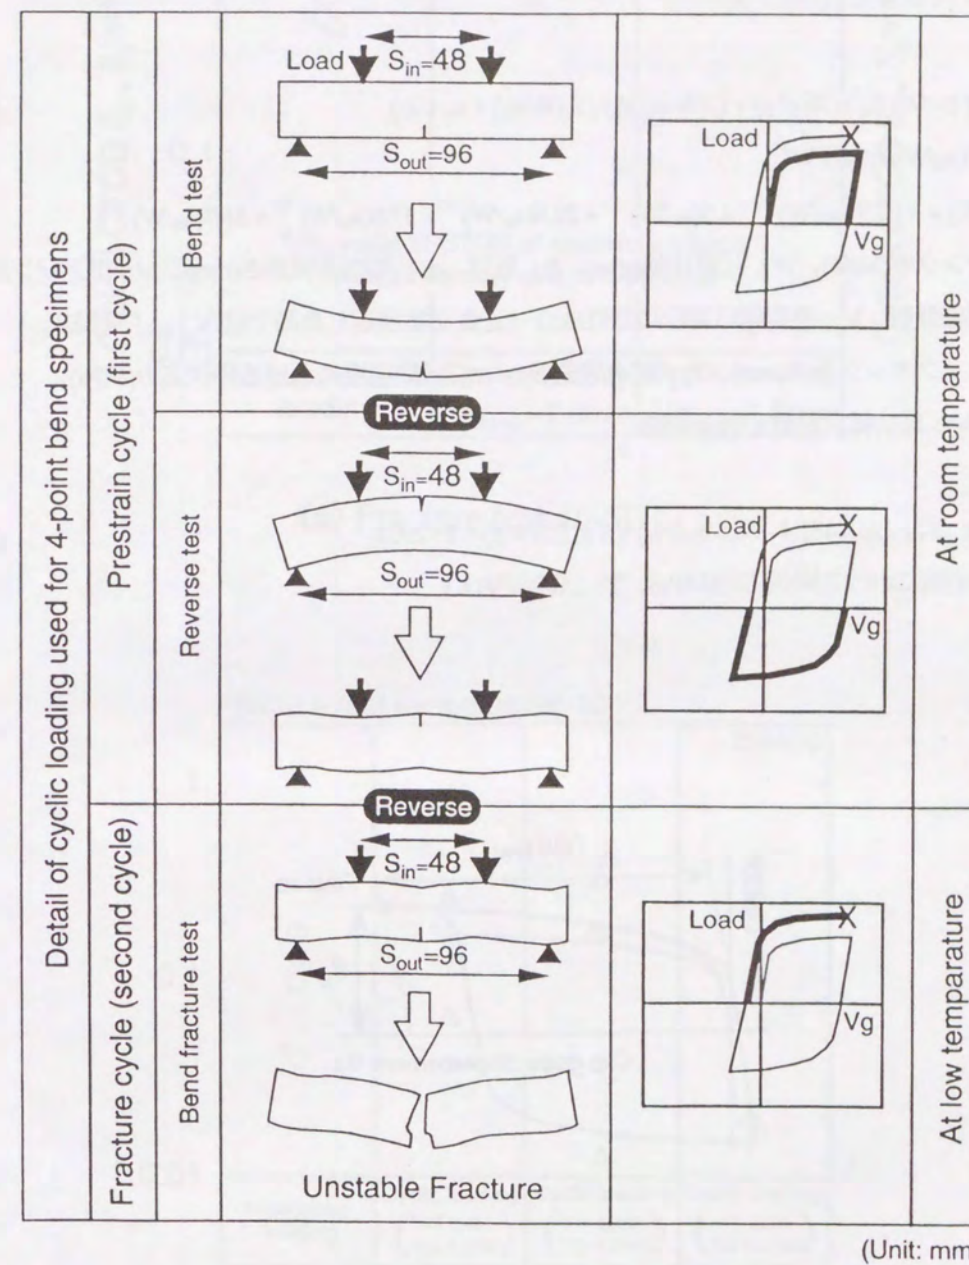 Detail of cyclic loading used for 4-point bend specimens
Prestrain cycle (first cycle)
Bend test
Load
S_in=48
S_out=96
Load
X
Vg
At room temparature
Reverse
Reverse test
S_in=48
S_out=96
Load
X
Vg
Reverse
Fracture cycle (second cycle)
Bend fracture test
S_in=48
S_out=96
Unstable Fracture
Load
X
Vg
At low temparature
(Unit: mm